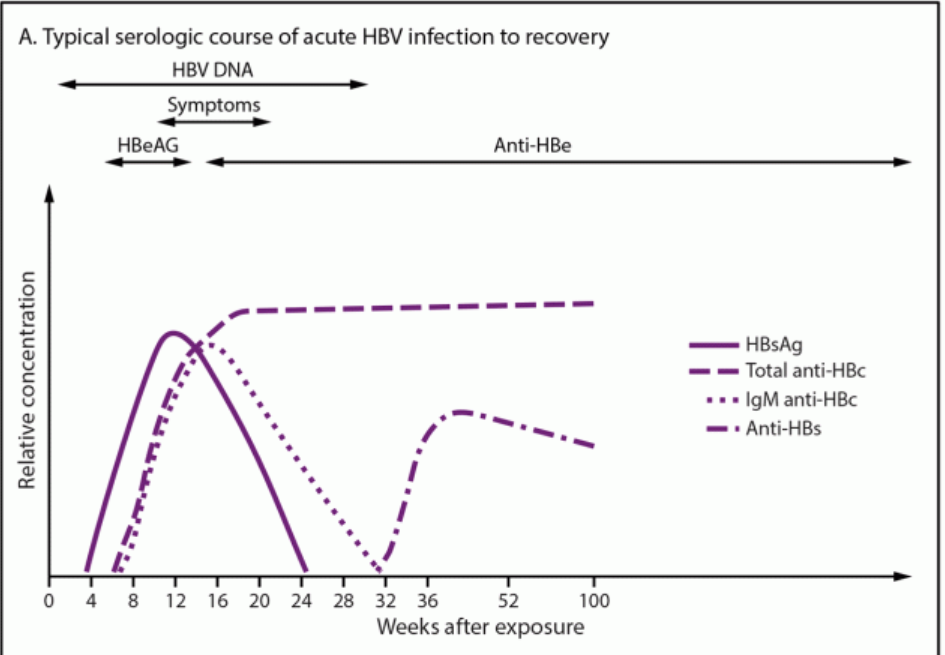 A. Typical serologic course of acute HBV infection to recovery
HBV DNA
Symptoms
HBeAG
Anti-HBe
Relative concentration
HBsAg
Total anti-HBc
IgM anti-HBc
Anti-HBs
0 4 8 12 16 20 24 28 32 36 52 100
Weeks after exposure